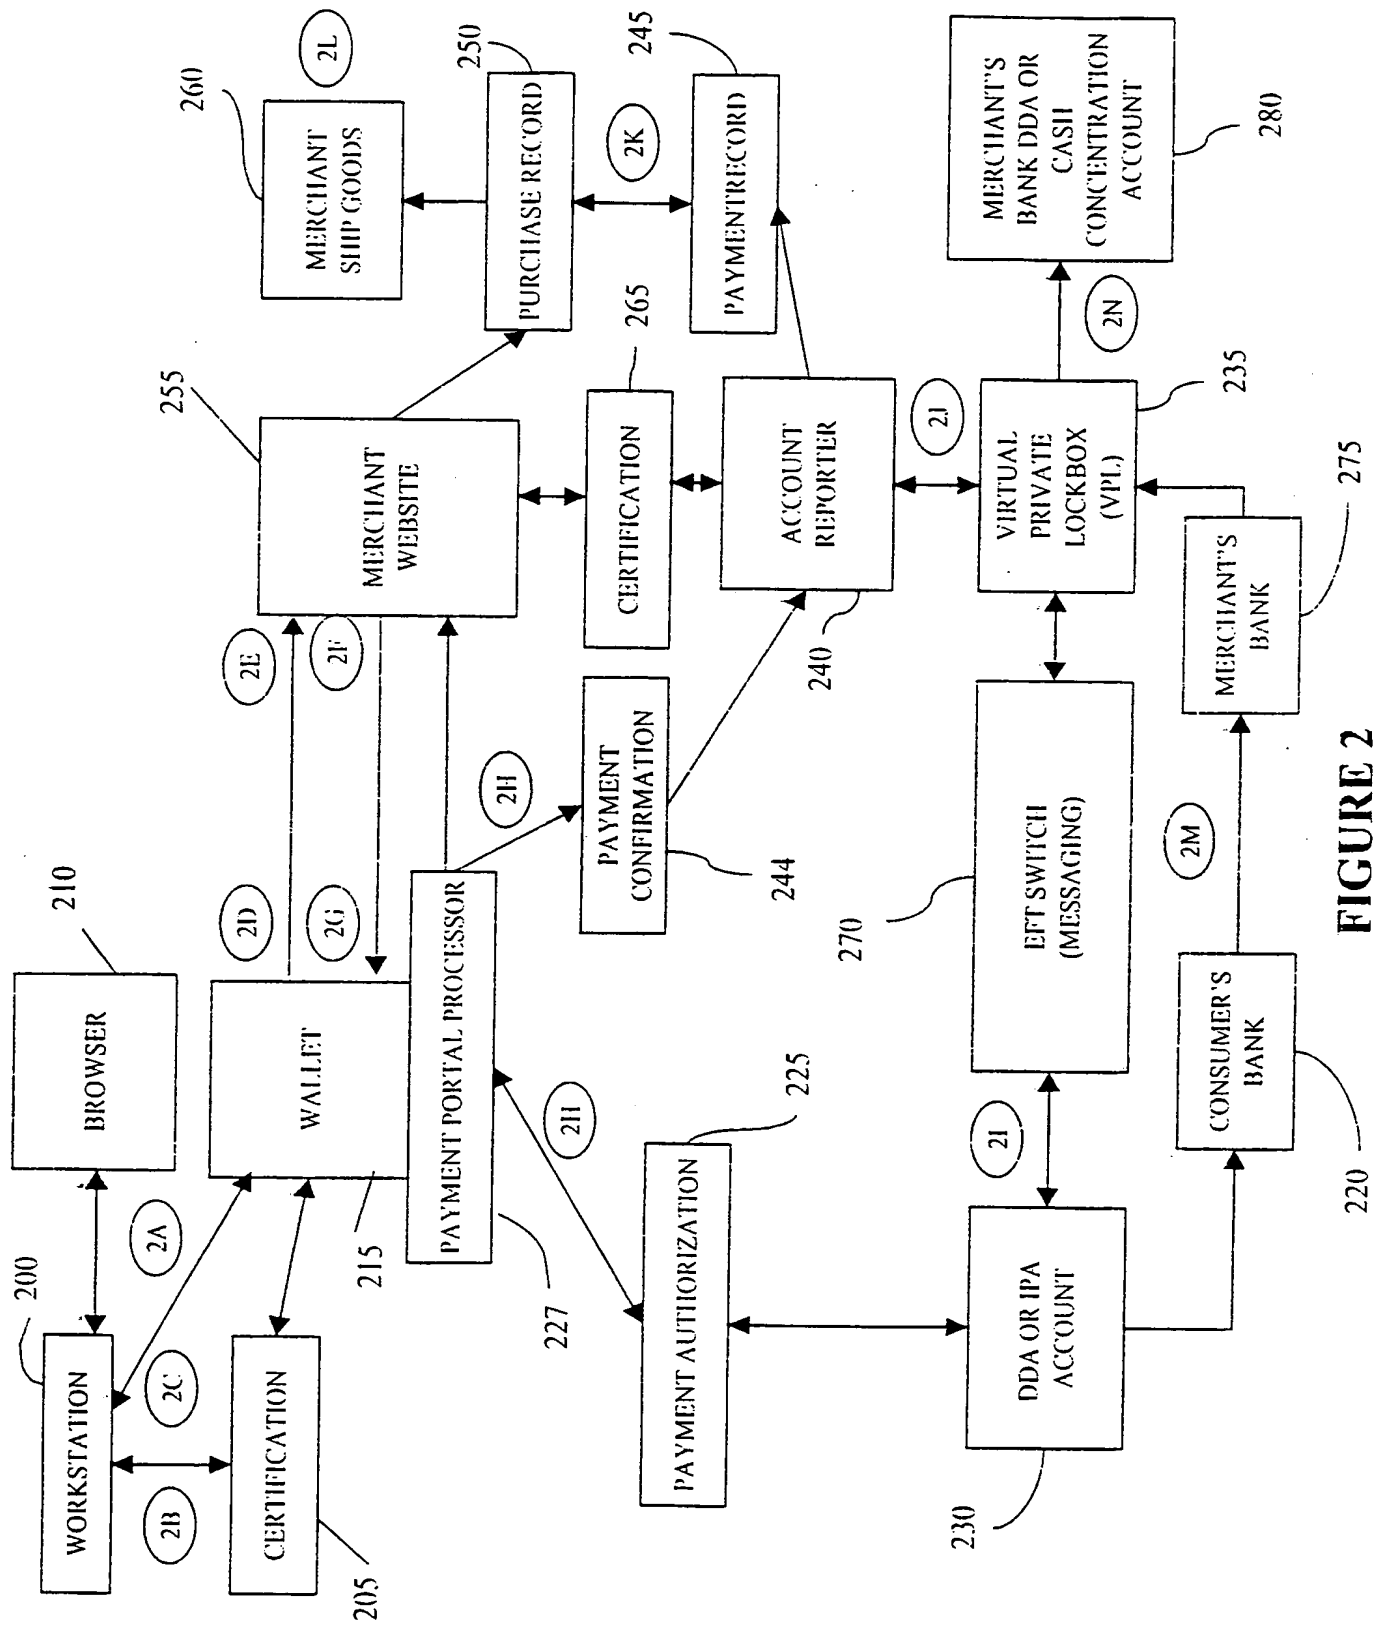 WORKSTATION
200
BROWSER
210
2A
2B
2C
CERTIFICATION
205
WALLET
215
PAYMENT PORTAL PROCESSOR
227
2D
2E
2F
2G
2H
2H
MERCHANT
WEBSITE
255
MERCHANT
SHIP GOODS
260
2L
PURCHASE RECORD
250
2K
PAYMENTRECORD
245
CERTIFICATION
265
PAYMENT
CONFIRMATION
244
ACCOUNT
REPORTER
240
PAYMENT AUTHORIZATION
225
DDA OR IPA
ACCOUNT
230
2I
EFT SWITCH
(MESSAGING)
270
2J
VIRTUAL
PRIVATE
LOCKBOX
(VPL)
235
2N
MERCHANT'S
BANK DDA OR
CASH
CONCENTRATION
ACCOUNT
280
CONSUMER'S
BANK
220
2M
MERCHANT'S
BANK
275
FIGURE 2